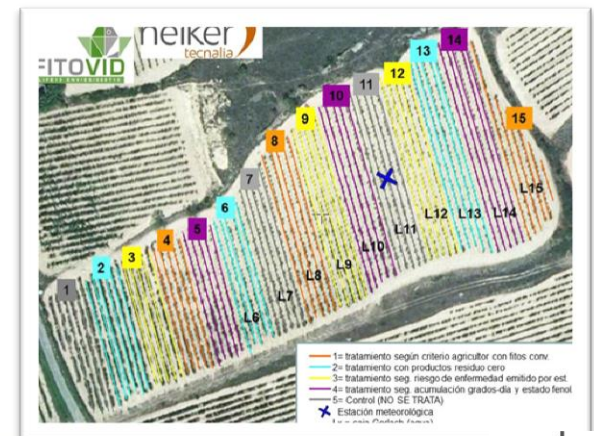 FITOVID
neiker
tecnalia
14
13
12
11
10
15
9
8
7
6
5
4
3
2
1
L15
L14
L13
L12
L11
L10
L9
L8
L7
L6
1= tratamiento según criterio agricultor con fitos conv.
2= tratamiento con productos residuo cero
3= tratamiento seg. riesgo de enfermedad emitido por est.
4= tratamiento seg. acumulación grados-día y estado fenol
5= Control (NO SE TRATA)
Estación meteorológica